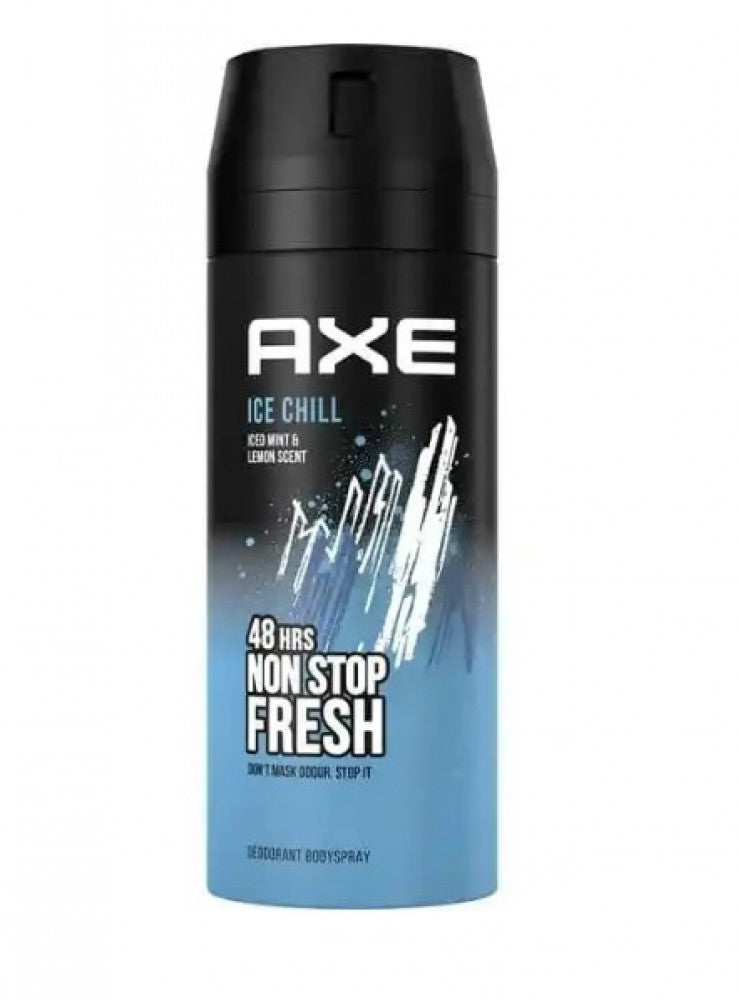 AXE
ICE CHILL
ICED MINT &
LEMON SCENT
48 HRS
NON STOP
FRESH
DON'T MASK ODOUR, STOP IT
DEODORANT BODYSPRAY